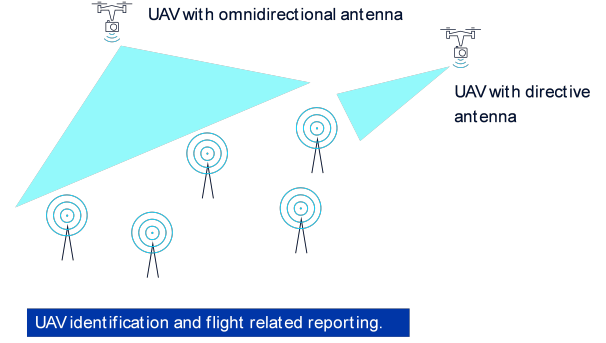 UAV with omnidirectional antenna
UAV with directive
antenna
UAV identification and flight related reporting.